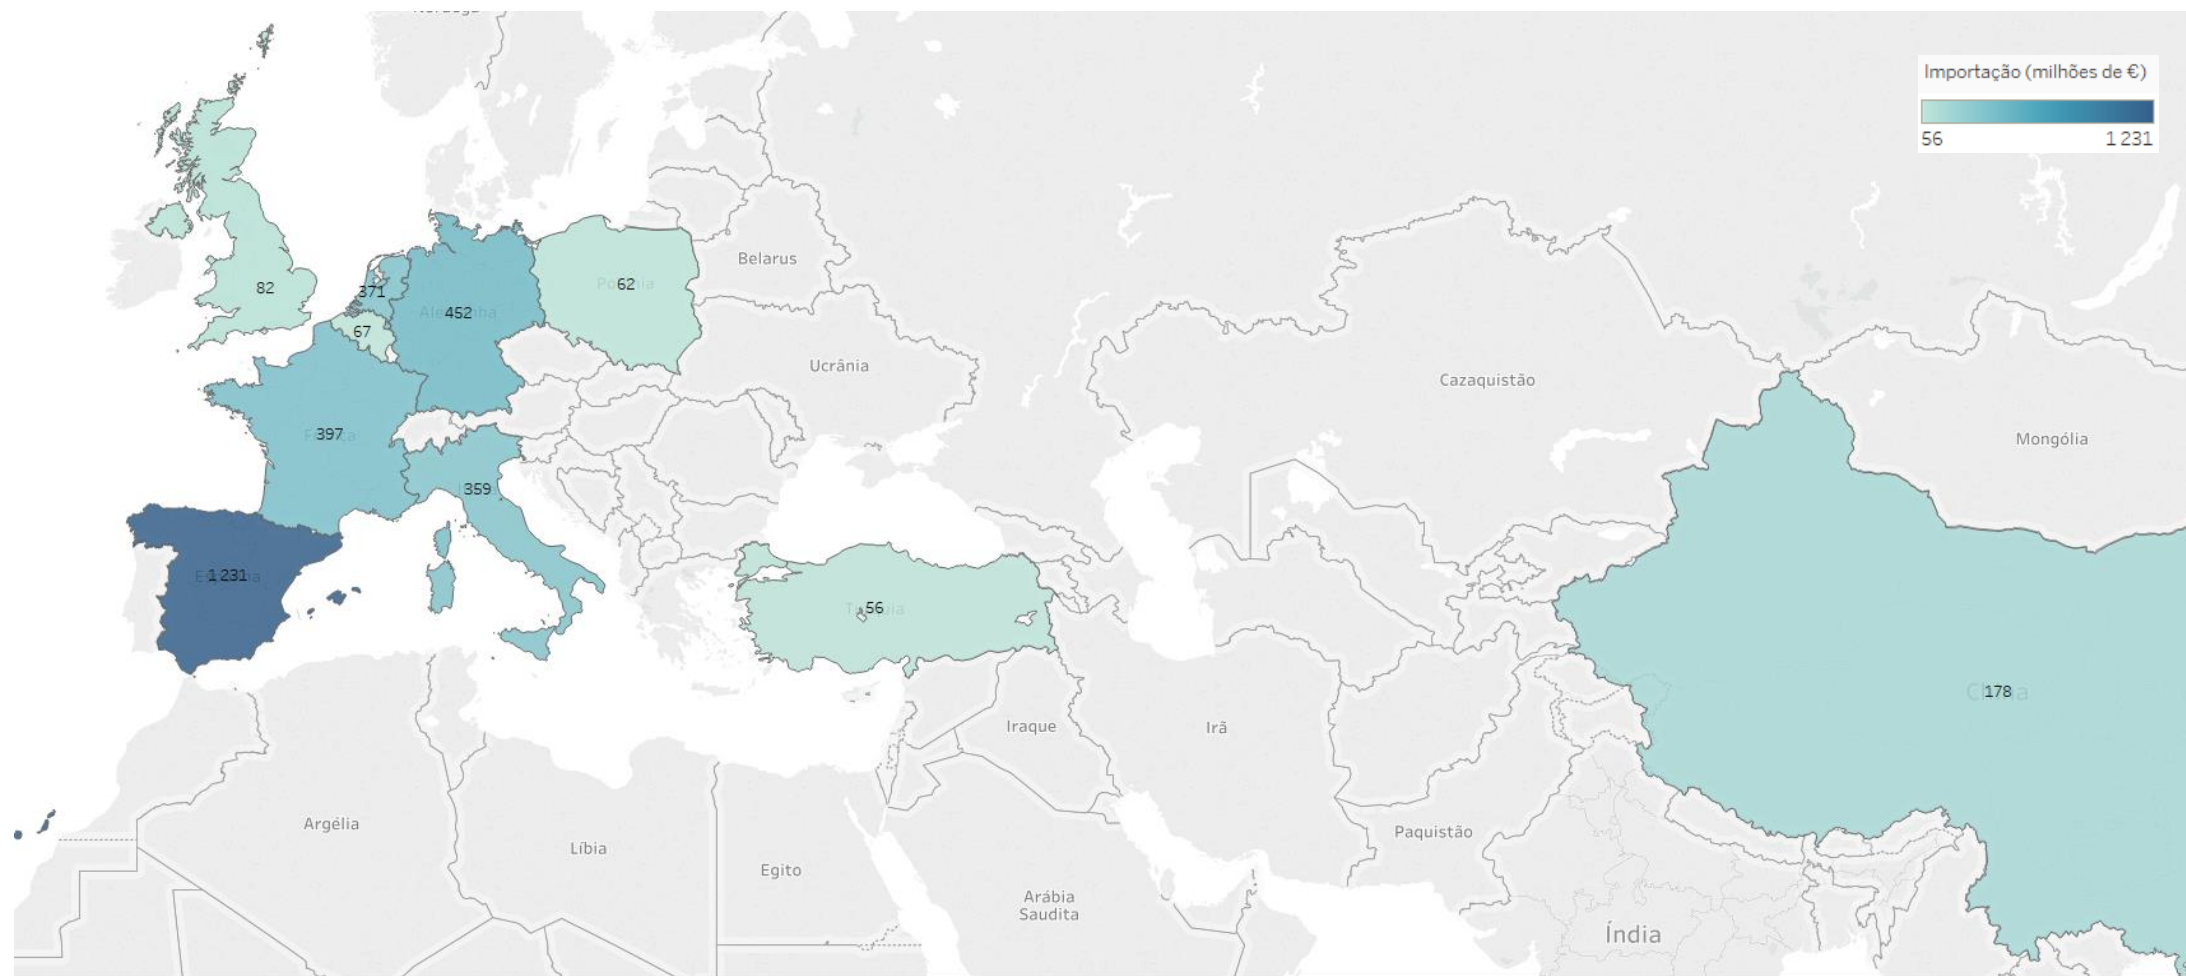 Importação (milhões de €)
56
1 231
Belarus
82
371
62
452
67
Ucrânia
Cazaquistão
397
Mongólia
359
1 231
56
178
Iraque
Irã
Argélia
Líbia
Paquistão
Egito
Arábia
Saudita
Índia